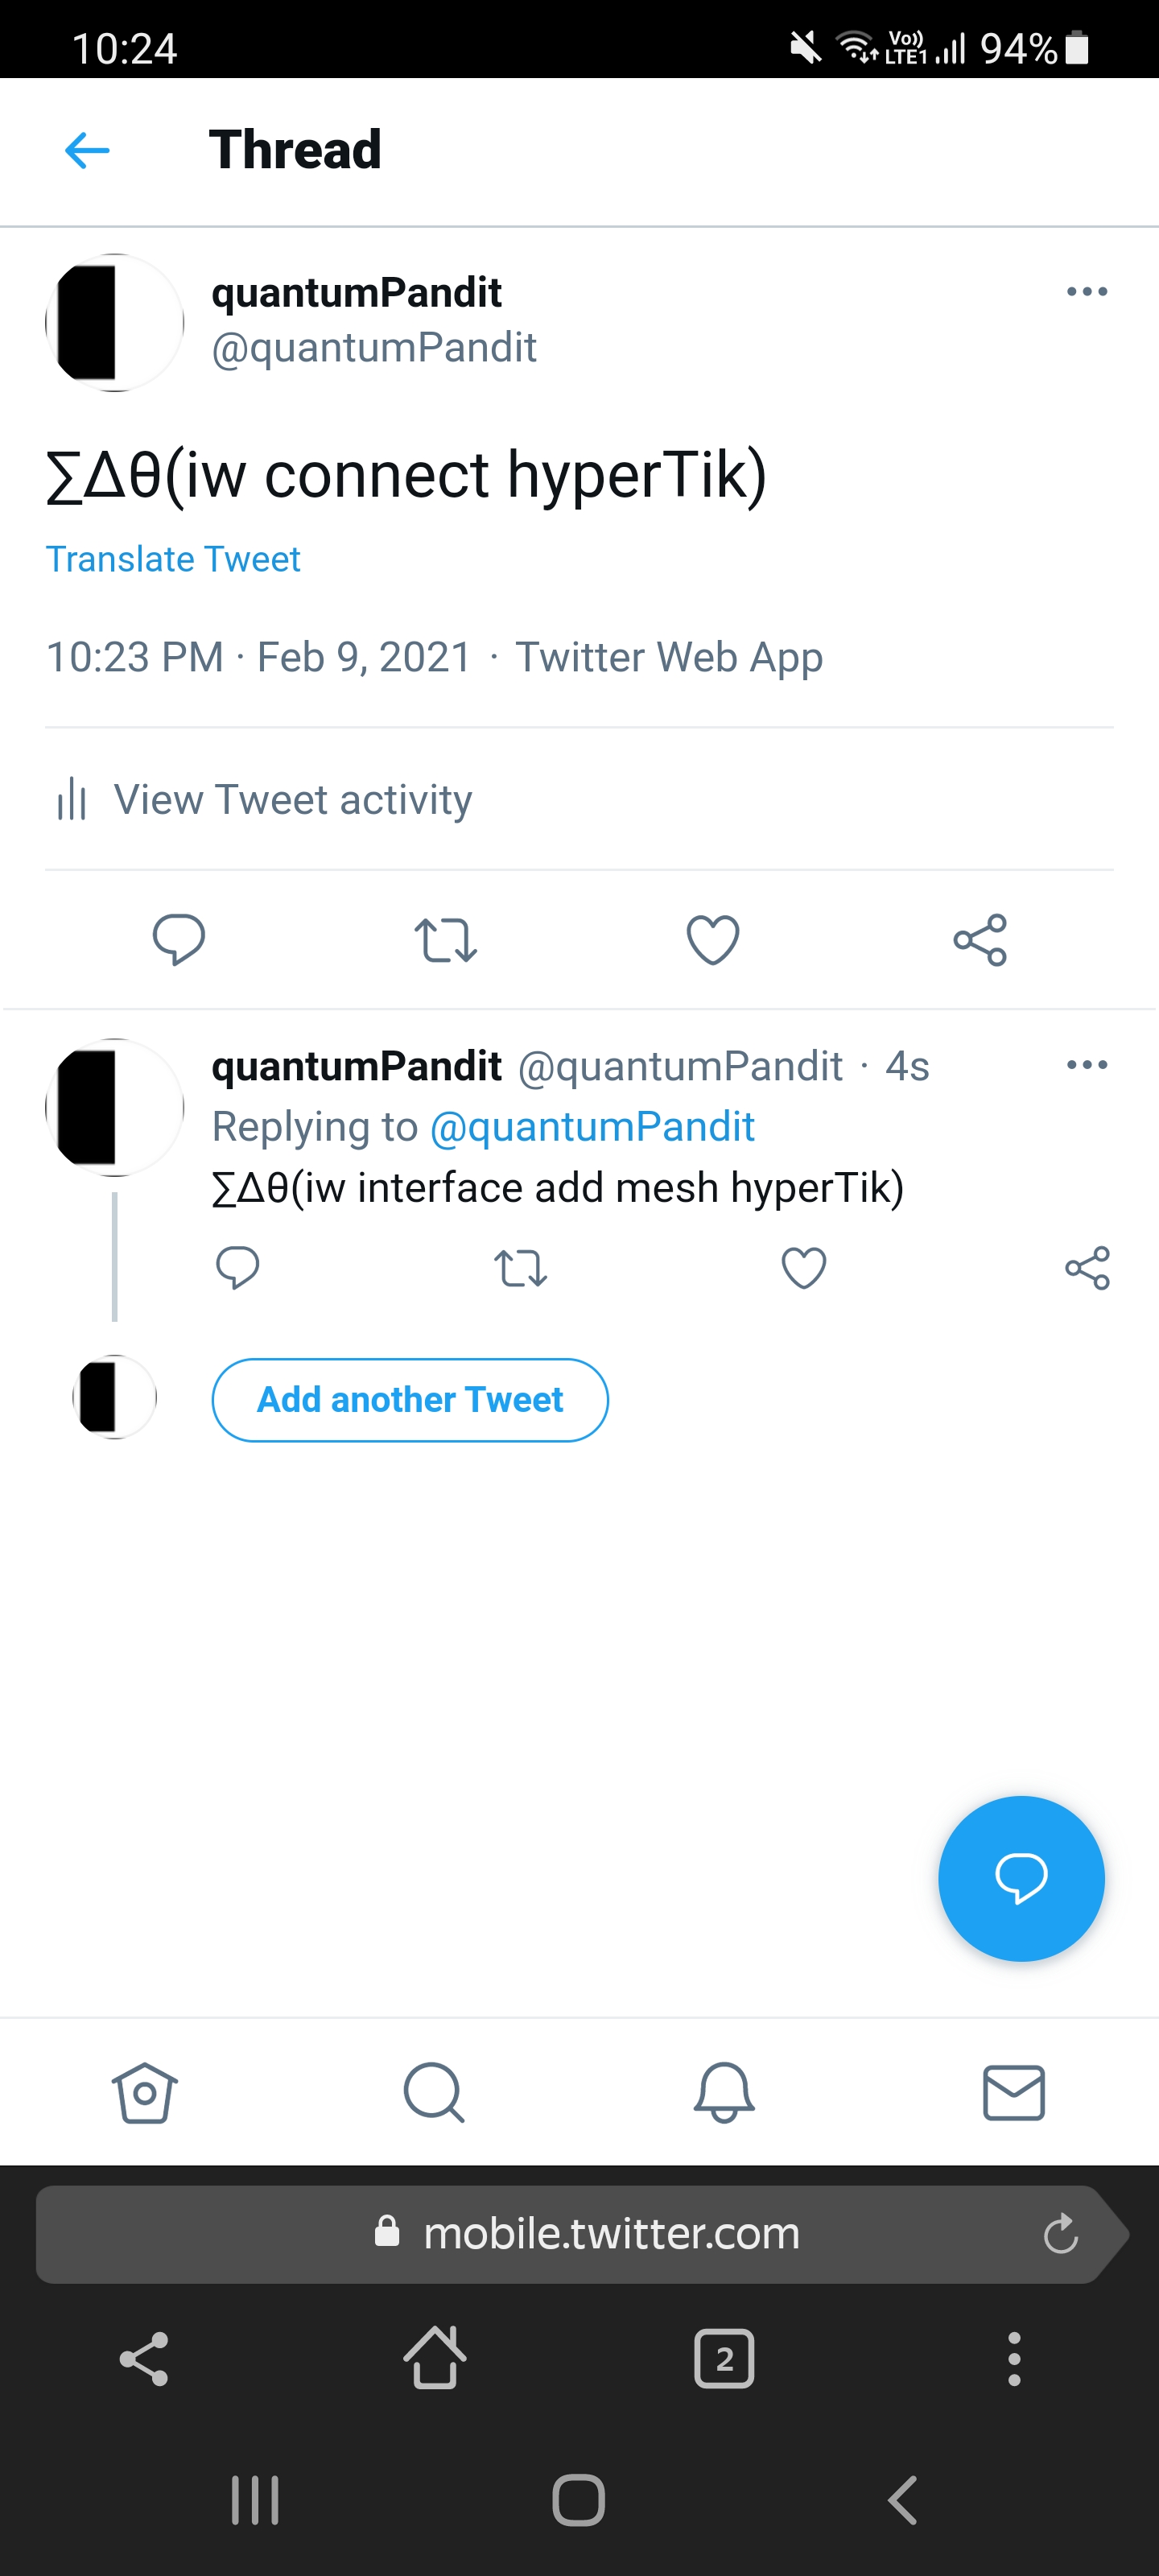 10:24 Vo)) LTE1 94%
Thread
quantumPandit
@quantumPandit
∑Δθ(iw connect hyperTik)
Translate Tweet
10:23 PM · Feb 9, 2021 · Twitter Web App
View Tweet activity
quantumPandit @quantumPandit · 4s
Replying to @quantumPandit
∑Δθ(iw interface add mesh hyperTik)
Add another Tweet
mobile.twitter.com
2